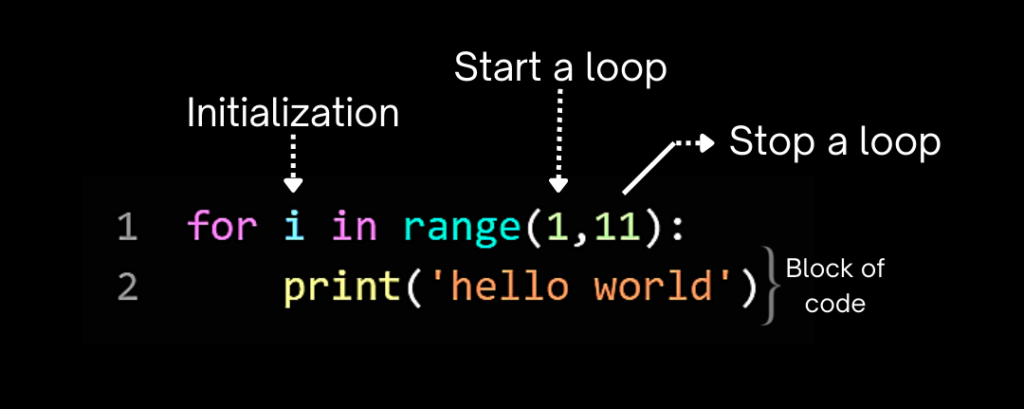 Start a loop
Initialization
Stop a loop
1 for i in range(1,11):
2 print('hello world')
Block of
code